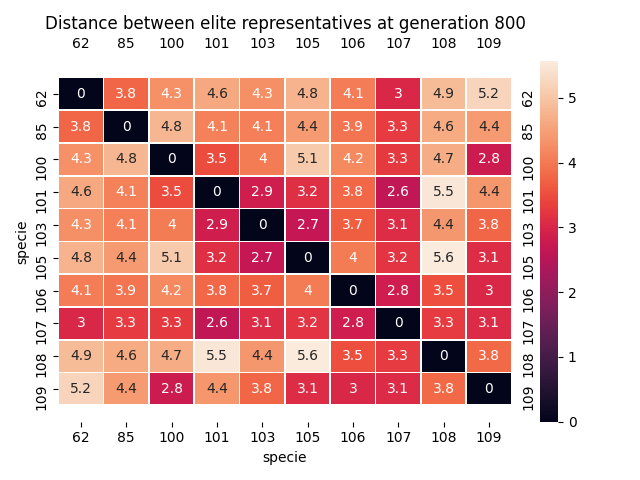 Distance between elite representatives at generation 800
62 85 100 101 103 105 106 107 108 109
62 0 3.8 4.3 4.6 4.3 4.8 4.1 3 4.9 5.2 62
85 3.8 0 4.8 4.1 4.1 4.4 3.9 3.3 4.6 4.4 85
100 4.3 4.8 0 3.5 4 5.1 4.2 3.3 4.7 2.8 100
101 4.6 4.1 3.5 0 2.9 3.2 3.8 2.6 5.5 4.4 101
103 4.3 4.1 4 2.9 0 2.7 3.7 3.1 4.4 3.8 103
105 4.8 4.4 5.1 3.2 2.7 0 4 3.2 5.6 3.1 105
106 4.1 3.9 4.2 3.8 3.7 4 0 2.8 3.5 3 106
107 3 3.3 3.3 2.6 3.1 3.2 2.8 0 3.3 3.1 107
108 4.9 4.6 4.7 5.5 4.4 5.6 3.5 3.3 0 3.8 108
109 5.2 4.4 2.8 4.4 3.8 3.1 3 3.1 3.8 0 109
62 85 100 101 103 105 106 107 108 109
specie
specie
5
4
3
2
1
0